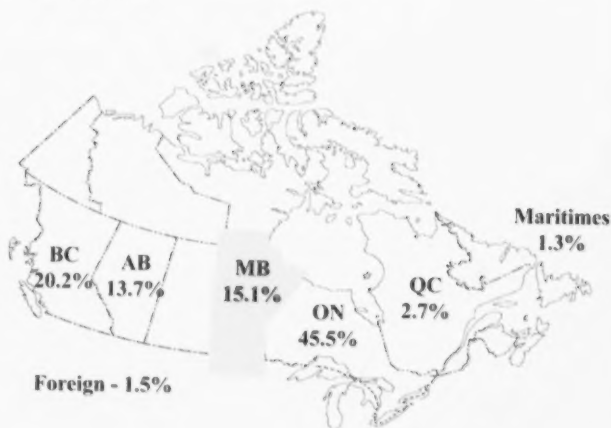 Maritimes
1.3%
BC
20.2%
AB
13.7%
MB
15.1%
ON
45.5%
QC
2.7%
Foreign - 1.5%